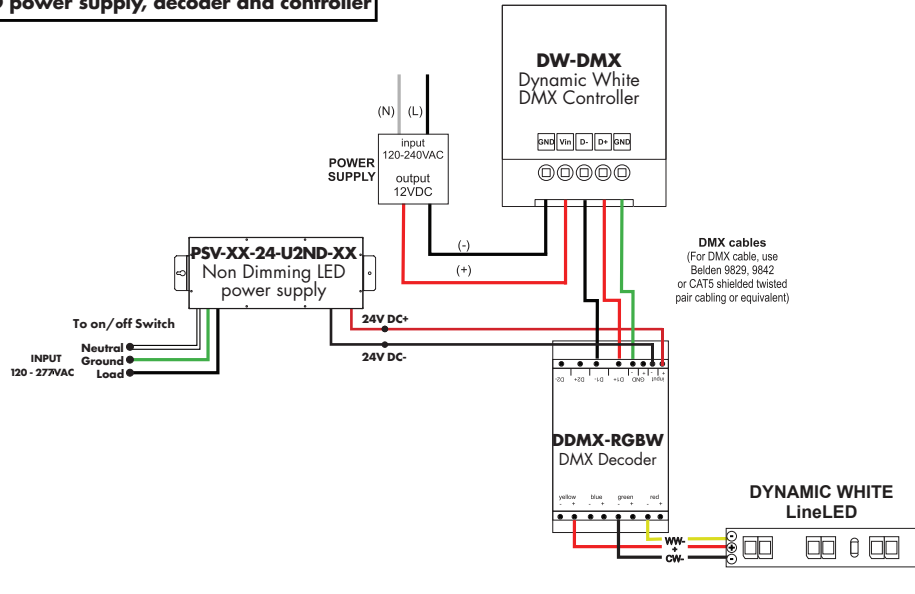 power supply, decoder and controller
DW-DMX
Dynamic White
DMX Controller
GND Vin D- D+ GND
(N) (L)
input
120-240VAC
output
12VDC
POWER
SUPPLY
(-)
(+)
DMX cables
(For DMX cable, use
Belden 9829, 9842
or CAT5 shielded twisted
pair cabling or equivalent)
PSV-XX-24-U2ND-XX
Non Dimming LED
power supply
To on/off Switch
Neutral
Ground
Load
INPUT
120 - 277VAC
24V DC+
24V DC-
- + - +
D2- D2+ D1- D1+ GND input
DDMX-RGBW
DMX Decoder
yellow blue green red
- + - + - + - +
WW-
+
CW-
DYNAMIC WHITE
LineLED
-
+
-